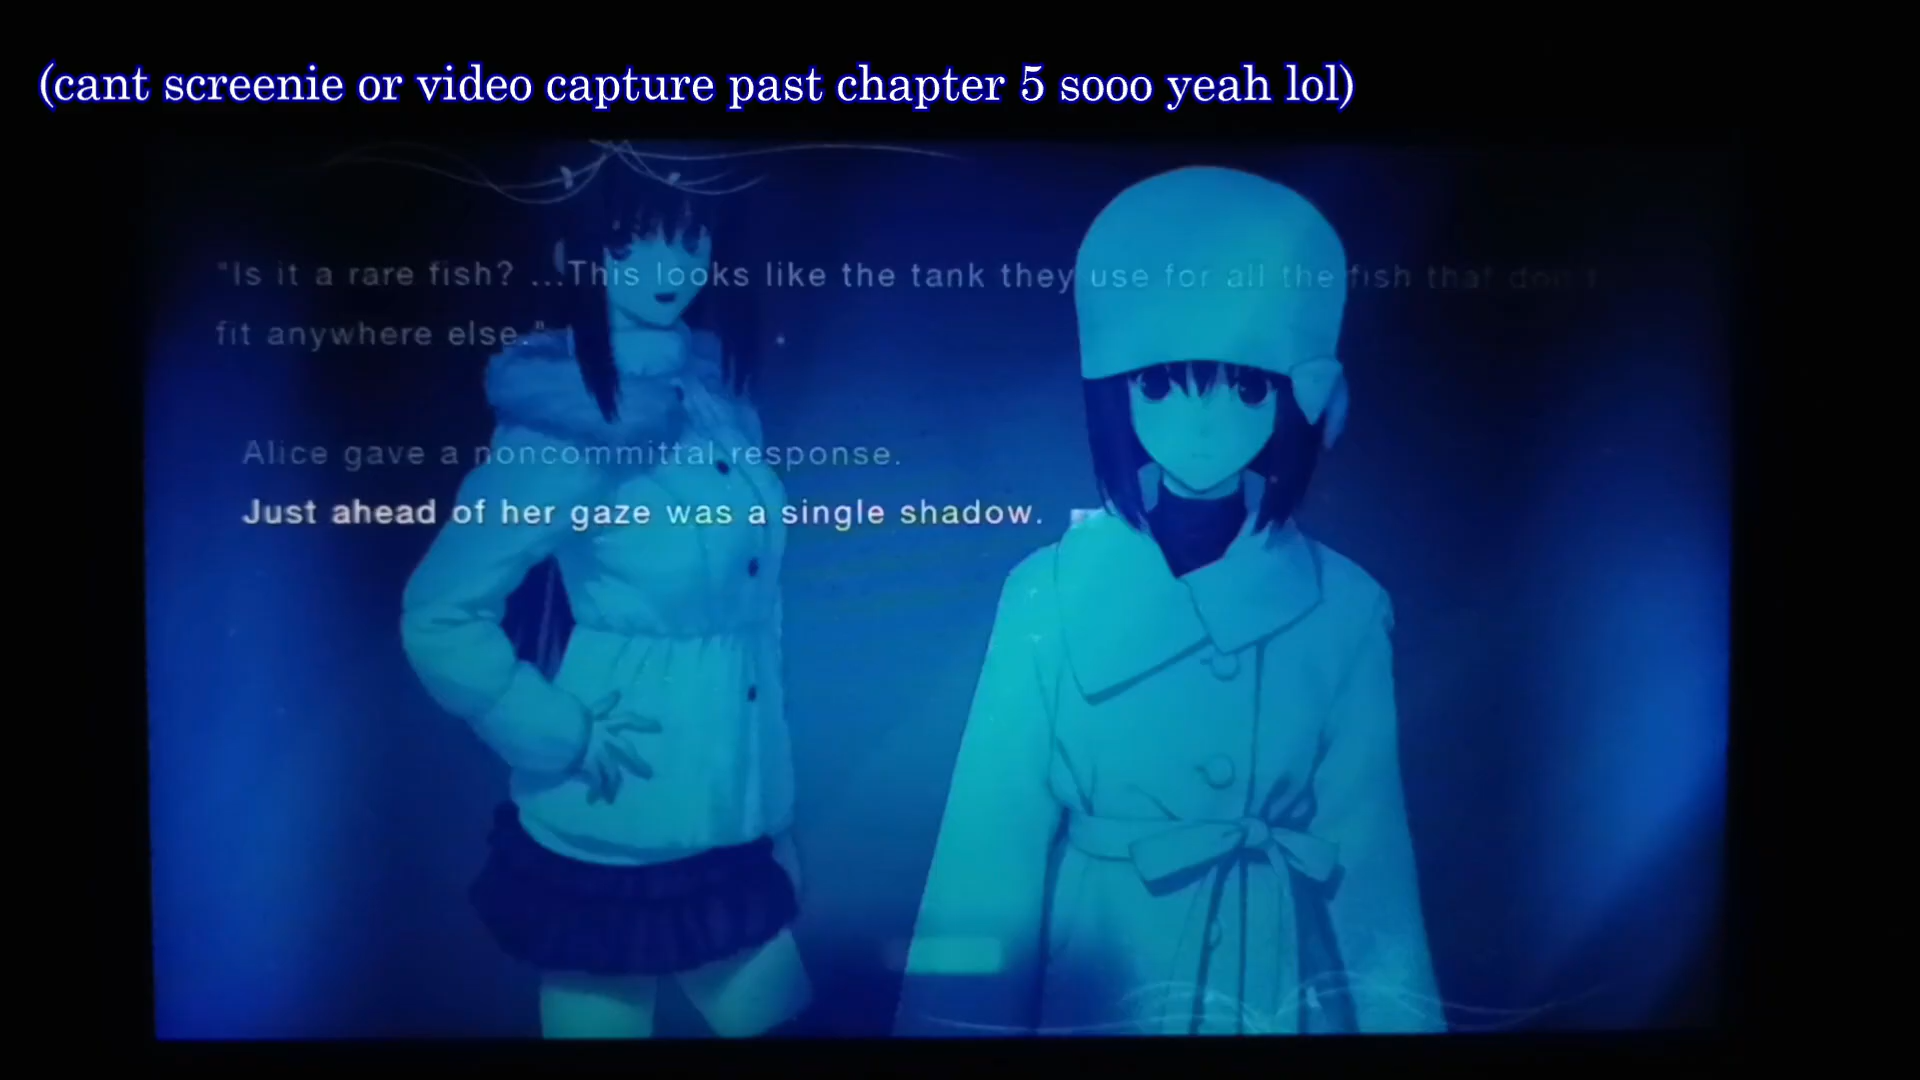 (cant screenie or video capture past chapter 5 sooo yeah lol)
"Is it a rare fish? ...This looks like the tank they use for all the fish that don't
fit anywhere else."
Alice gave a noncommittal response.
Just ahead of her gaze was a single shadow.